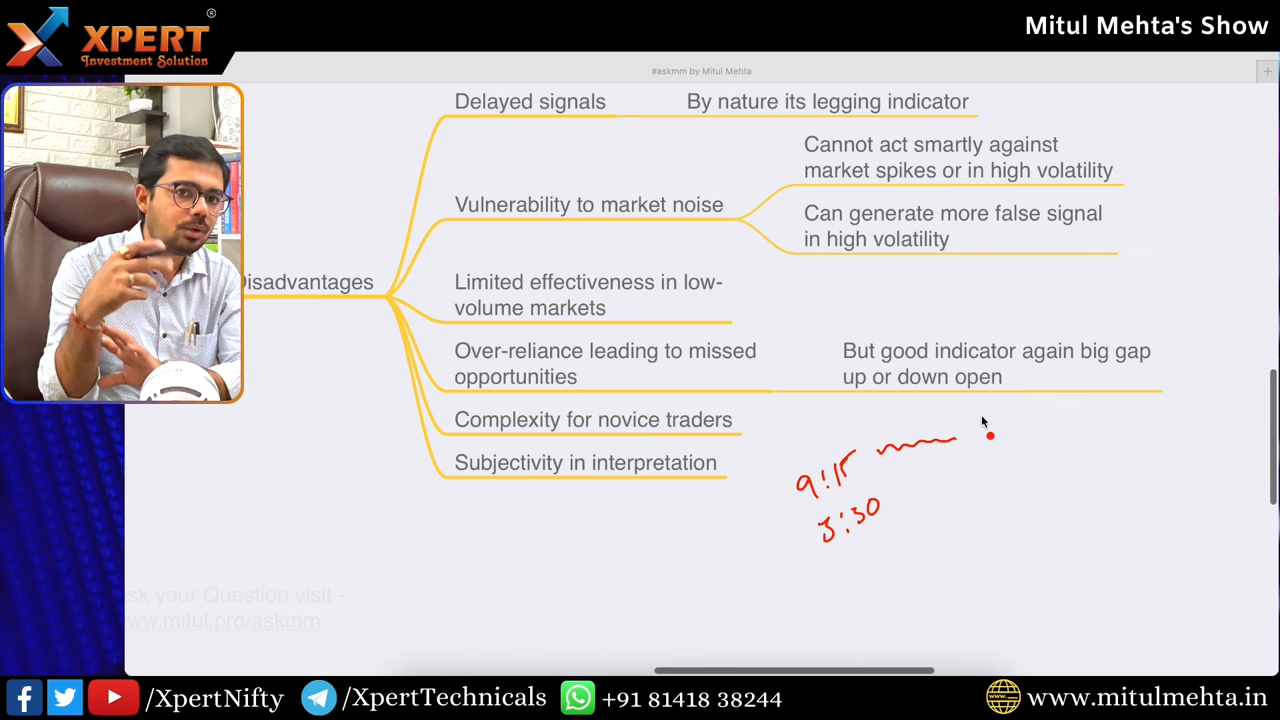 XPERT
Investment Solution
®
Mitul Mehta's Show
#askmm by Mitul Mehta
Delayed signals
By nature its legging indicator
Vulnerability to market noise
Cannot act smartly against
market spikes or in high volatility
Can generate more false signal
in high volatility
Disadvantages
Limited effectiveness in low-
volume markets
Over-reliance leading to missed
opportunities
But good indicator again big gap
up or down open
Complexity for novice traders
Subjectivity in interpretation
9:15
3:30
sk your Question visit -
ww.mitul.pro/askmm
/XpertNifty
/XpertTechnicals
+91 81418 38244
www.mitulmehta.in